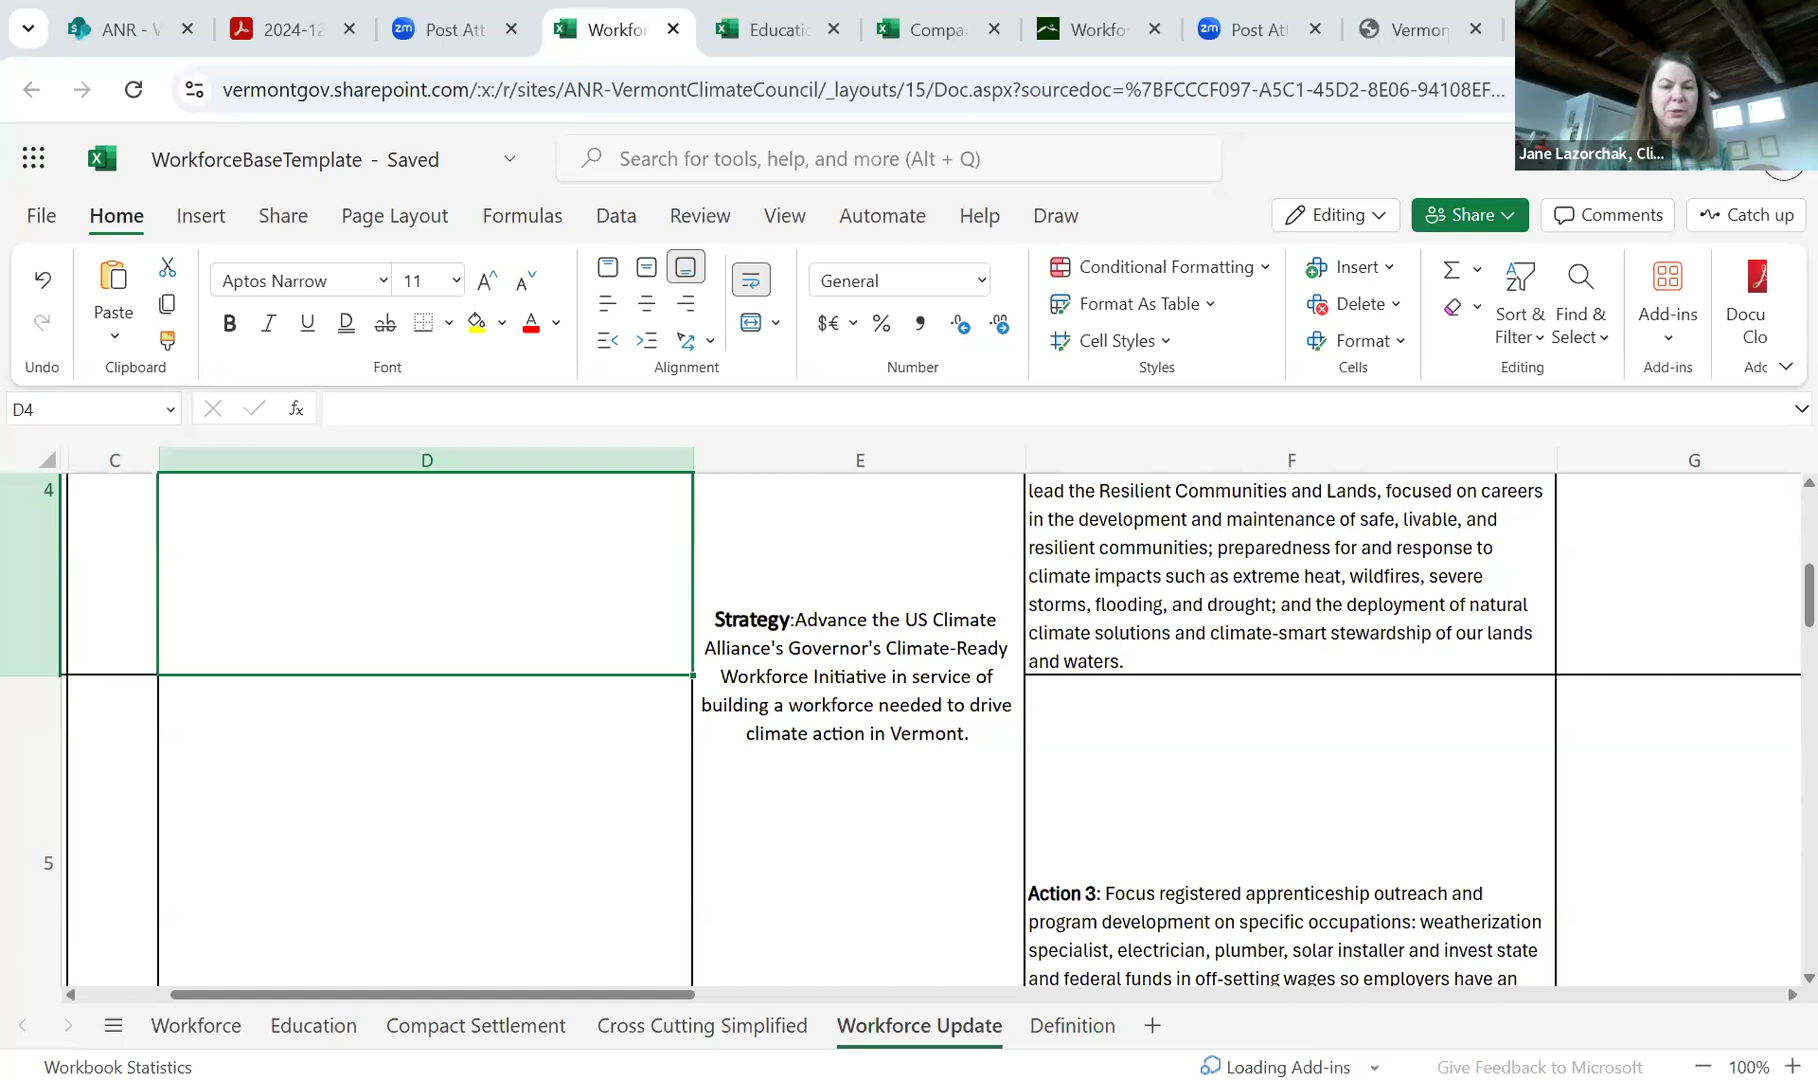 ANR - V
2024-12
Post Att
Workfor
Educatio
Compa
Workfo
Post Att
Vermon
vermontgov.sharepoint.com/:x:/r/sites/ANR-VermontClimateCouncil/_layouts/15/Doc.aspx?sourcedoc=%7BFCCCF097-A5C1-45D2-8E06-94108EF...
Jane Lazorchak, Cli...
WorkforceBaseTemplate - Saved
Search for tools, help, and more (Alt + Q)
File Home Insert Share Page Layout Formulas Data Review View Automate Help Draw
Editing Share Comments Catch up
Paste
Aptos Narrow 11
General
Conditional Formatting
Format As Table
Cell Styles
Insert
Delete
Format
Sort & Filter
Find & Select
Add-ins
Docu
Clo
Undo Clipboard Font Alignment Number Styles Cells Editing Add-ins Adc
D4
fx
C D E F G
4
lead the Resilient Communities and Lands, focused on careers
in the development and maintenance of safe, livable, and
resilient communities; preparedness for and response to
climate impacts such as extreme heat, wildfires, severe
storms, flooding, and drought; and the deployment of natural
climate solutions and climate-smart stewardship of our lands
and waters.
Strategy:Advance the US Climate
Alliance's Governor's Climate-Ready
Workforce Initiative in service of
building a workforce needed to drive
climate action in Vermont.
5
Action 3: Focus registered apprenticeship outreach and
program development on specific occupations: weatherization
specialist, electrician, plumber, solar installer and invest state
and federal funds in off-setting wages so employers have an
Workforce Education Compact Settlement Cross Cutting Simplified Workforce Update Definition
Workbook Statistics
Loading Add-ins
Give Feedback to Microsoft
100%